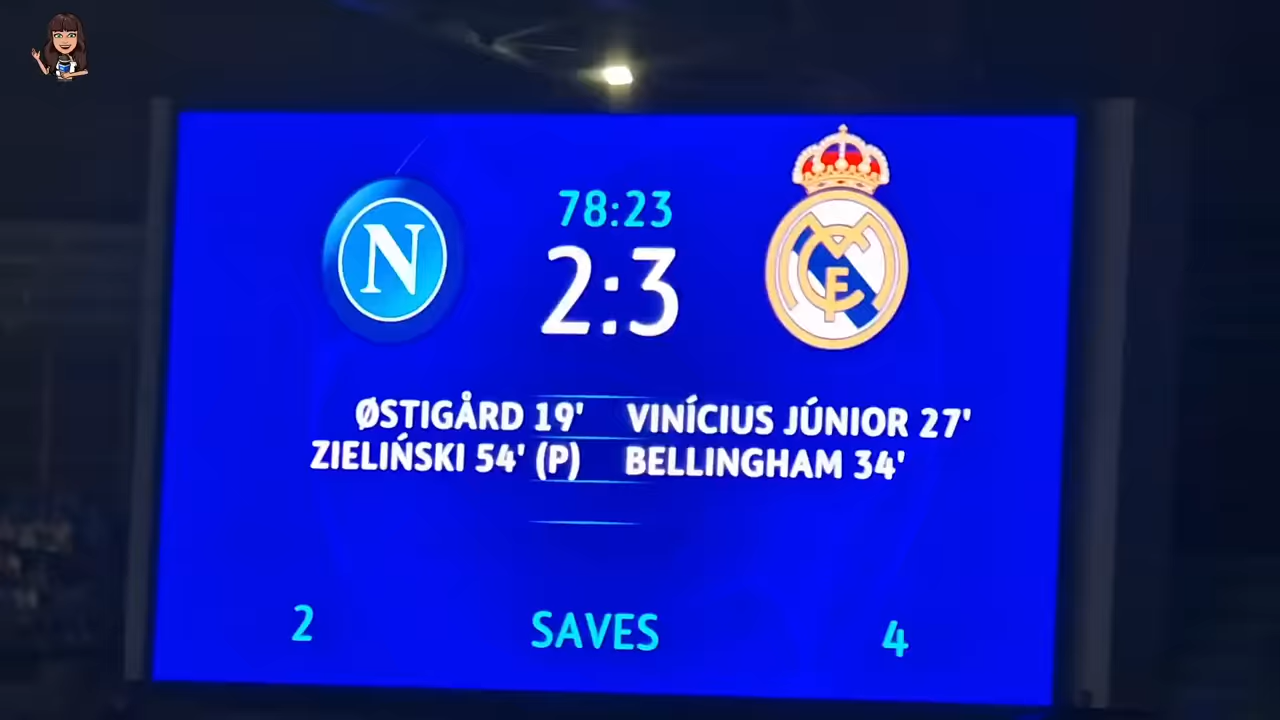 78:23
N
2:3
ØSTIGÅRD 19' VINÍCIUS JÚNIOR 27'
ZIELIŃSKI 54' (P) BELLINGHAM 34'
2 SAVES 4